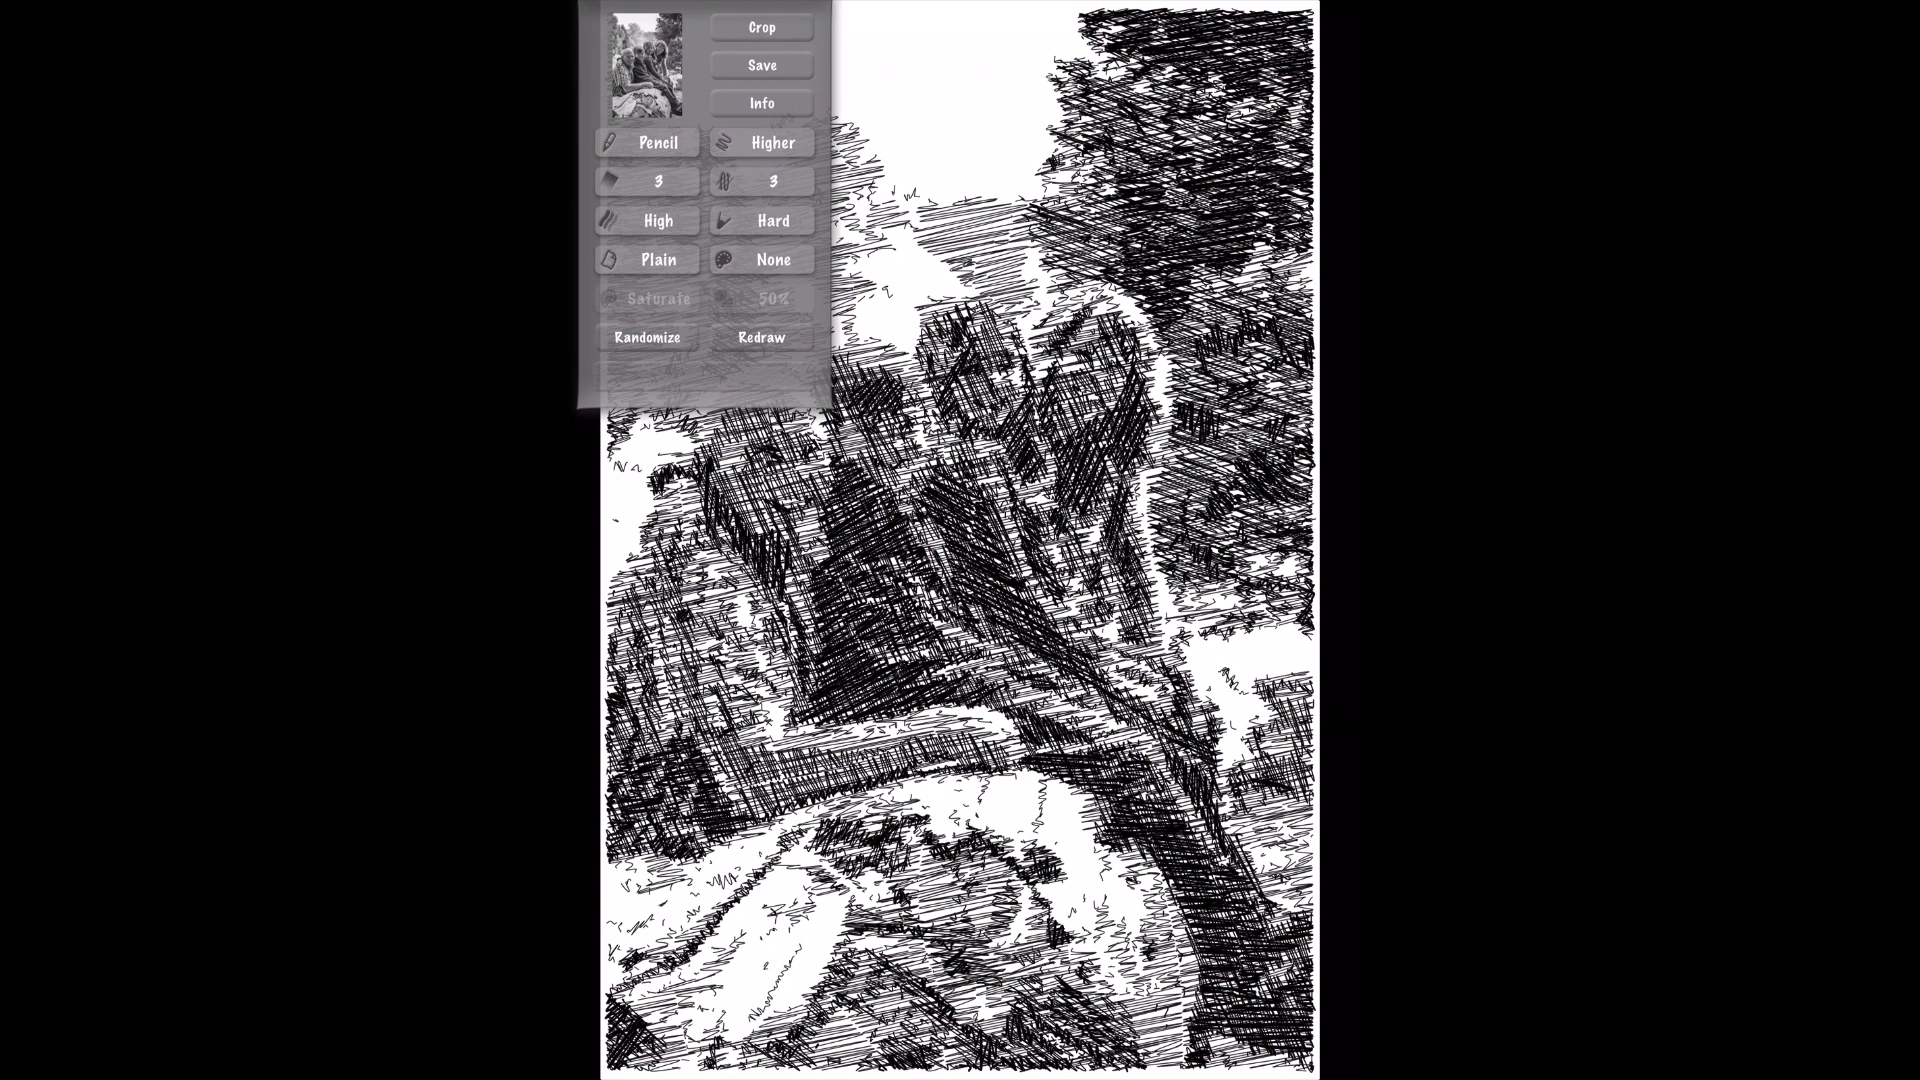 Crop
Save
Info
Pencil Higher
3 3
High Hard
Plain None
Saturate 50%
Randomize Redraw